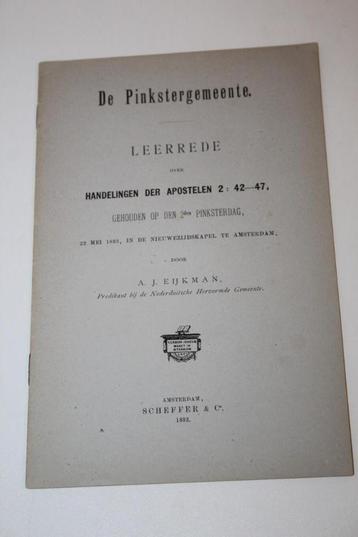 De Pinkstergemeente.
LEERREDE
OVER
HANDELINGEN DER APOSTELEN 2 : 42—47,
GEHOUDEN OP DEN 2den PINKSTERDAG,
22 MEI 1893, IN DE NIEUWEZIJDSKAPEL TE AMSTERDAM,
DOOR
A. J. EIJKMAN,
Predikant bij de Nederduitsche Hervormde Gemeente.
AMSTERDAM,
SCHEFFER & Co.
1893.